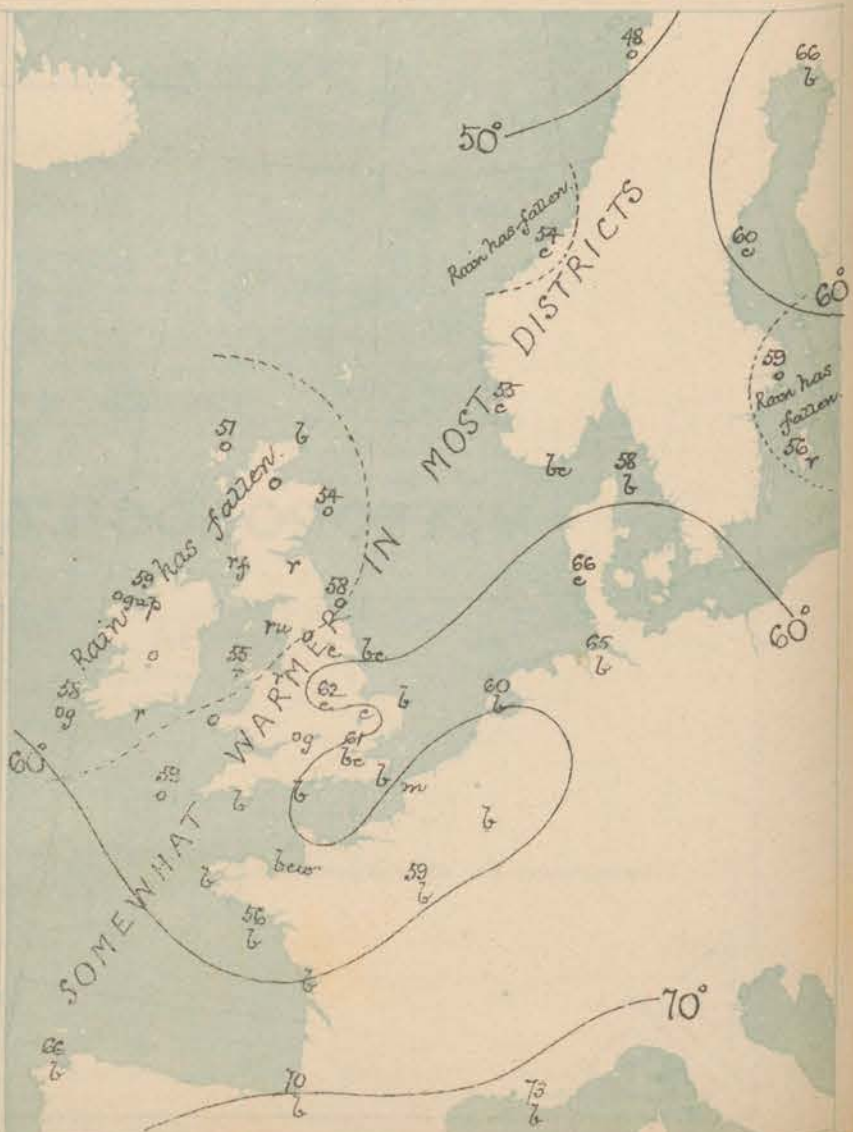 48
o
66
b
50°
Rain has fallen.
54
c
60
c
60°
59
o
Rain has
fallen.
56
r
SOMEWHAT WARMER IN MOST DISTRICTS
55
c
57
o
b
bc
58
b
o
54
o
Rain has fallen.
rf
r
66
c
59
58
o
rw
o
c
bc
60°
55
r
o
65
b
62
c
c
b
60
b
58
og
r
o
og
61
bc
60°
59
o
b
b
b
m
b
b
bcw
59
b
56
b
b
70°
66
b
70
b
73
b